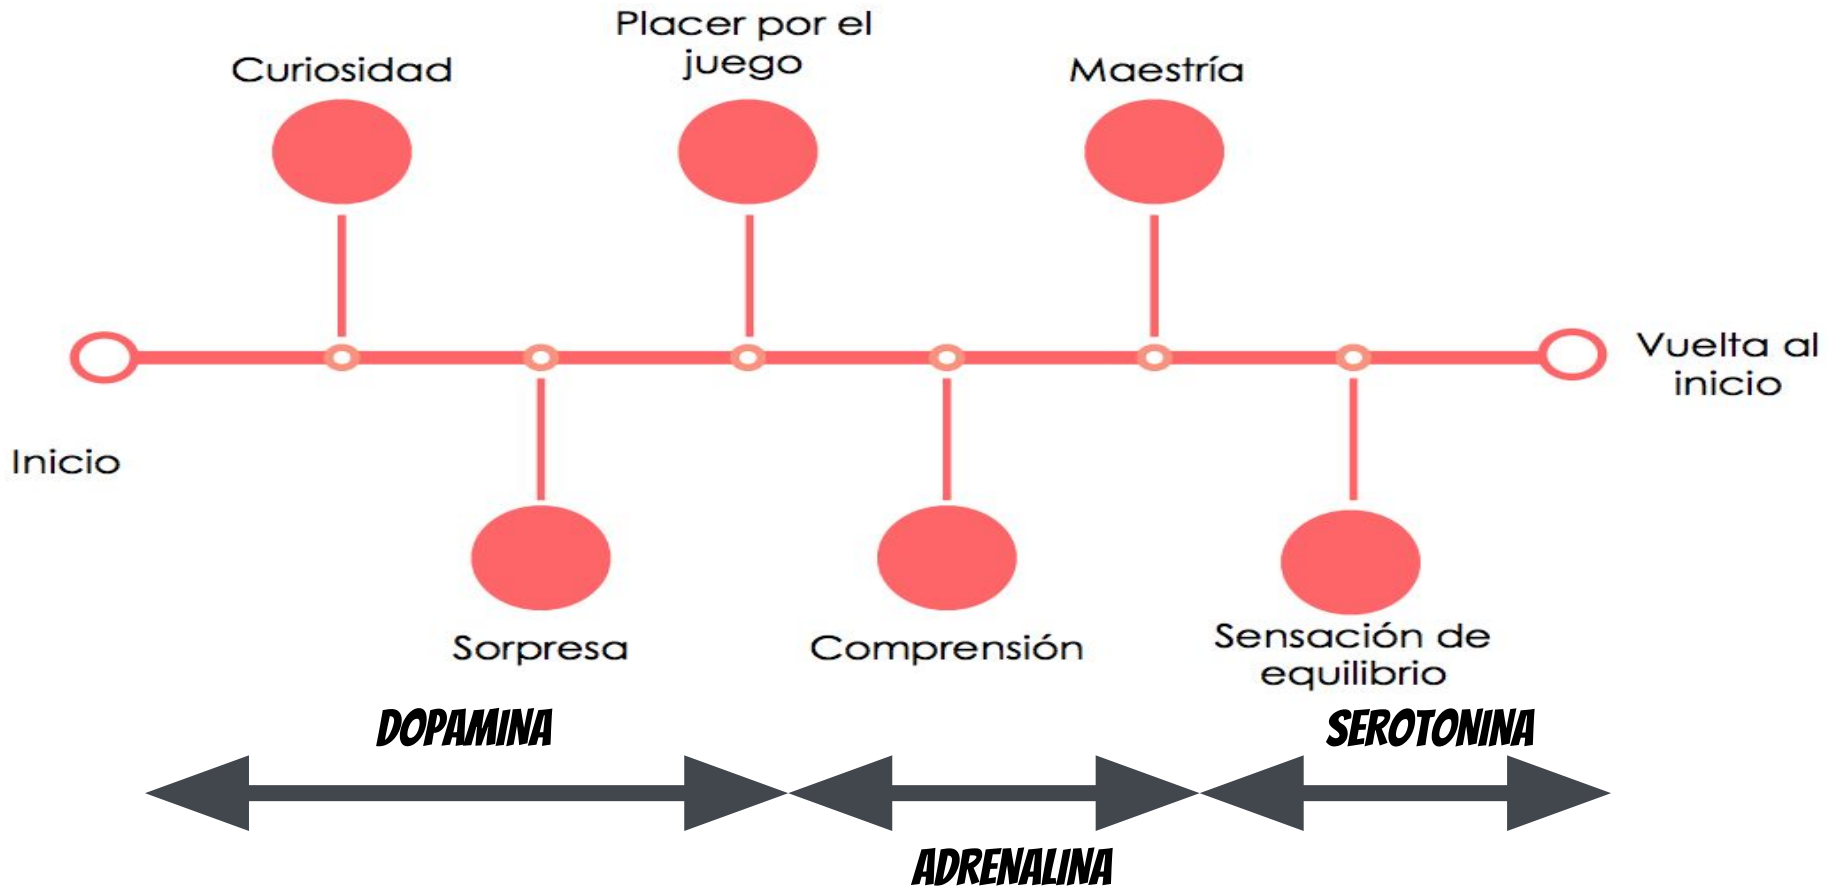 Placer por el
juego
Curiosidad
Maestría
Vuelta al
inicio
Inicio
Sorpresa
Comprensión
Sensación de
equilibrio
DOPAMINA
SEROTONINA
ADRENALINA